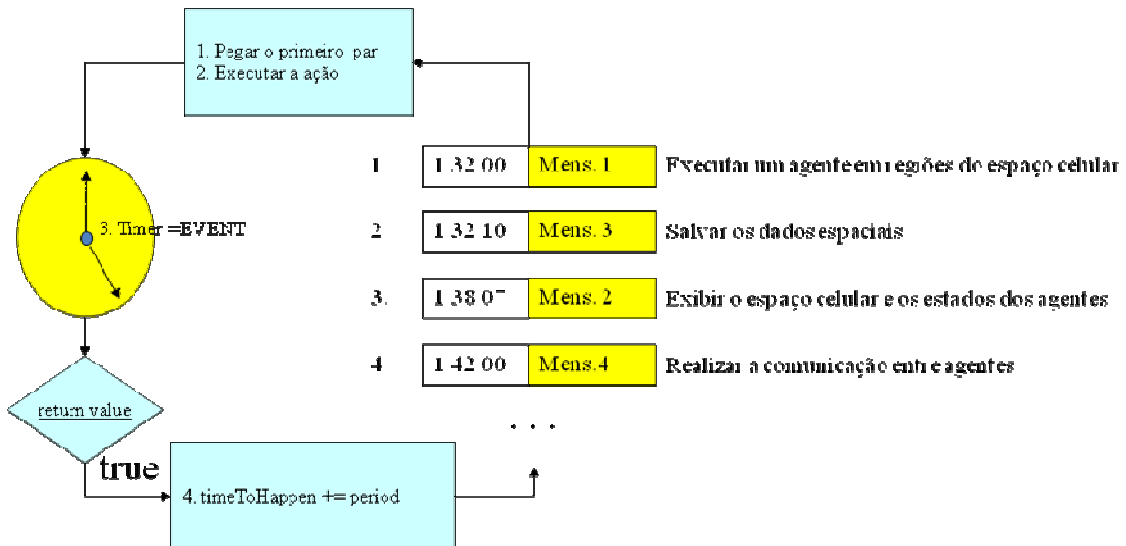 1. Pegar o primeiro par
2. Executar a ação
1 1 32 00 Mens. 1 Executar um agente em regiões do espaço celular
3. Timer =EVENT
2 1 32 10 Mens. 3 Salvar os dados espaciais
3. Mens. 2 Exibir o espaço celular e os estados dos agentes
4 1 42 00 Mens.4 Realizar a comunicação entre agentes
return value
. . .
true
4. timeToHappen += period